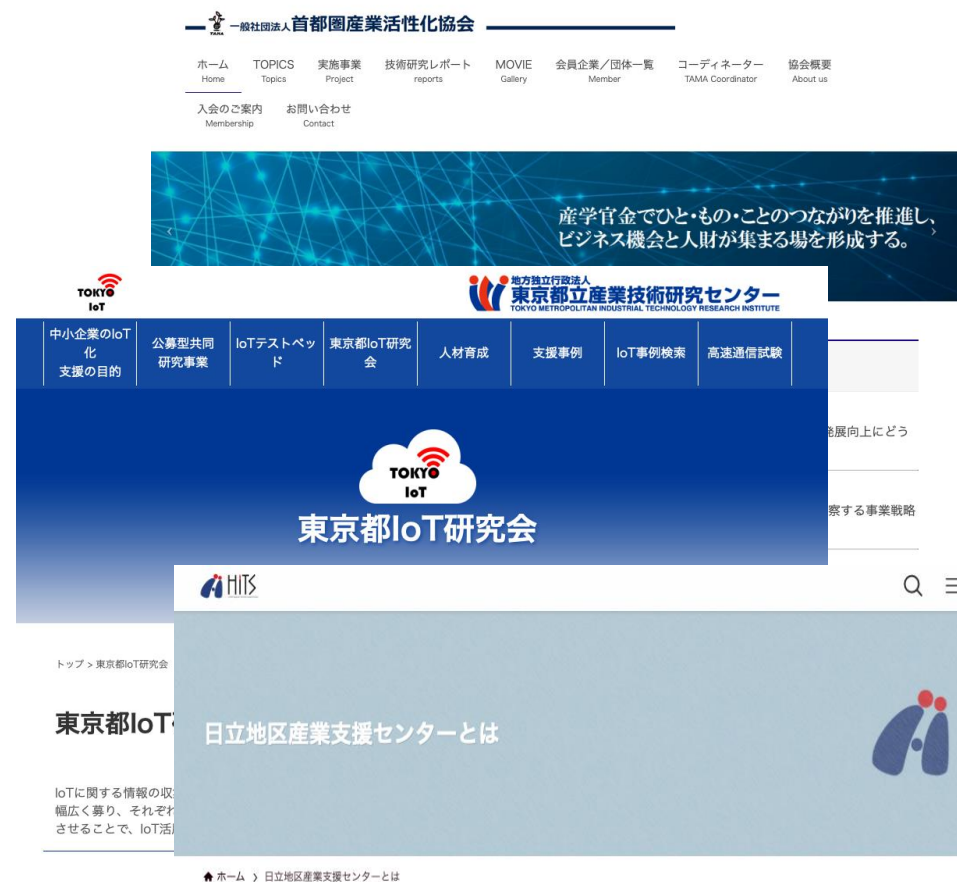 TAMA
一般社団法人首都圏産業活性化協会
ホーム TOPICS 実施事業 技術研究レポート MOVIE 会員企業／団体一覧 コーディネーター 協会概要
Home Topics Project reports Gallery Member TAMA Coordinator About us
入会のご案内 お問い合わせ
Membership Contact
産学官金でひと・もの・ことのつながりを推進し、
ビジネス機会と人財が集まる場を形成する。
TOKYO
IoT
地方独立行政法人
東京都立産業技術研究センター
TOKYO METROPOLITAN INDUSTRIAL TECHNOLOGY RESEARCH INSTITUTE
中小企業のIoT
化
支援の目的
公募型共同
研究事業
IoTテストベッ
ド
東京都IoT研究
会
人材育成
支援事例
IoT事例検索
高速通信試験
発展向上にどう
察する事業戦略
TOKYO
IoT
東京都IoT研究会
トップ > 東京都IoT研究会
東京都IoT
IoTに関する情報の収
幅広く募り、それぞれ
させることで、IoT活
HiTS
日立地区産業支援センターとは
ホーム 〉 日立地区産業支援センターとは